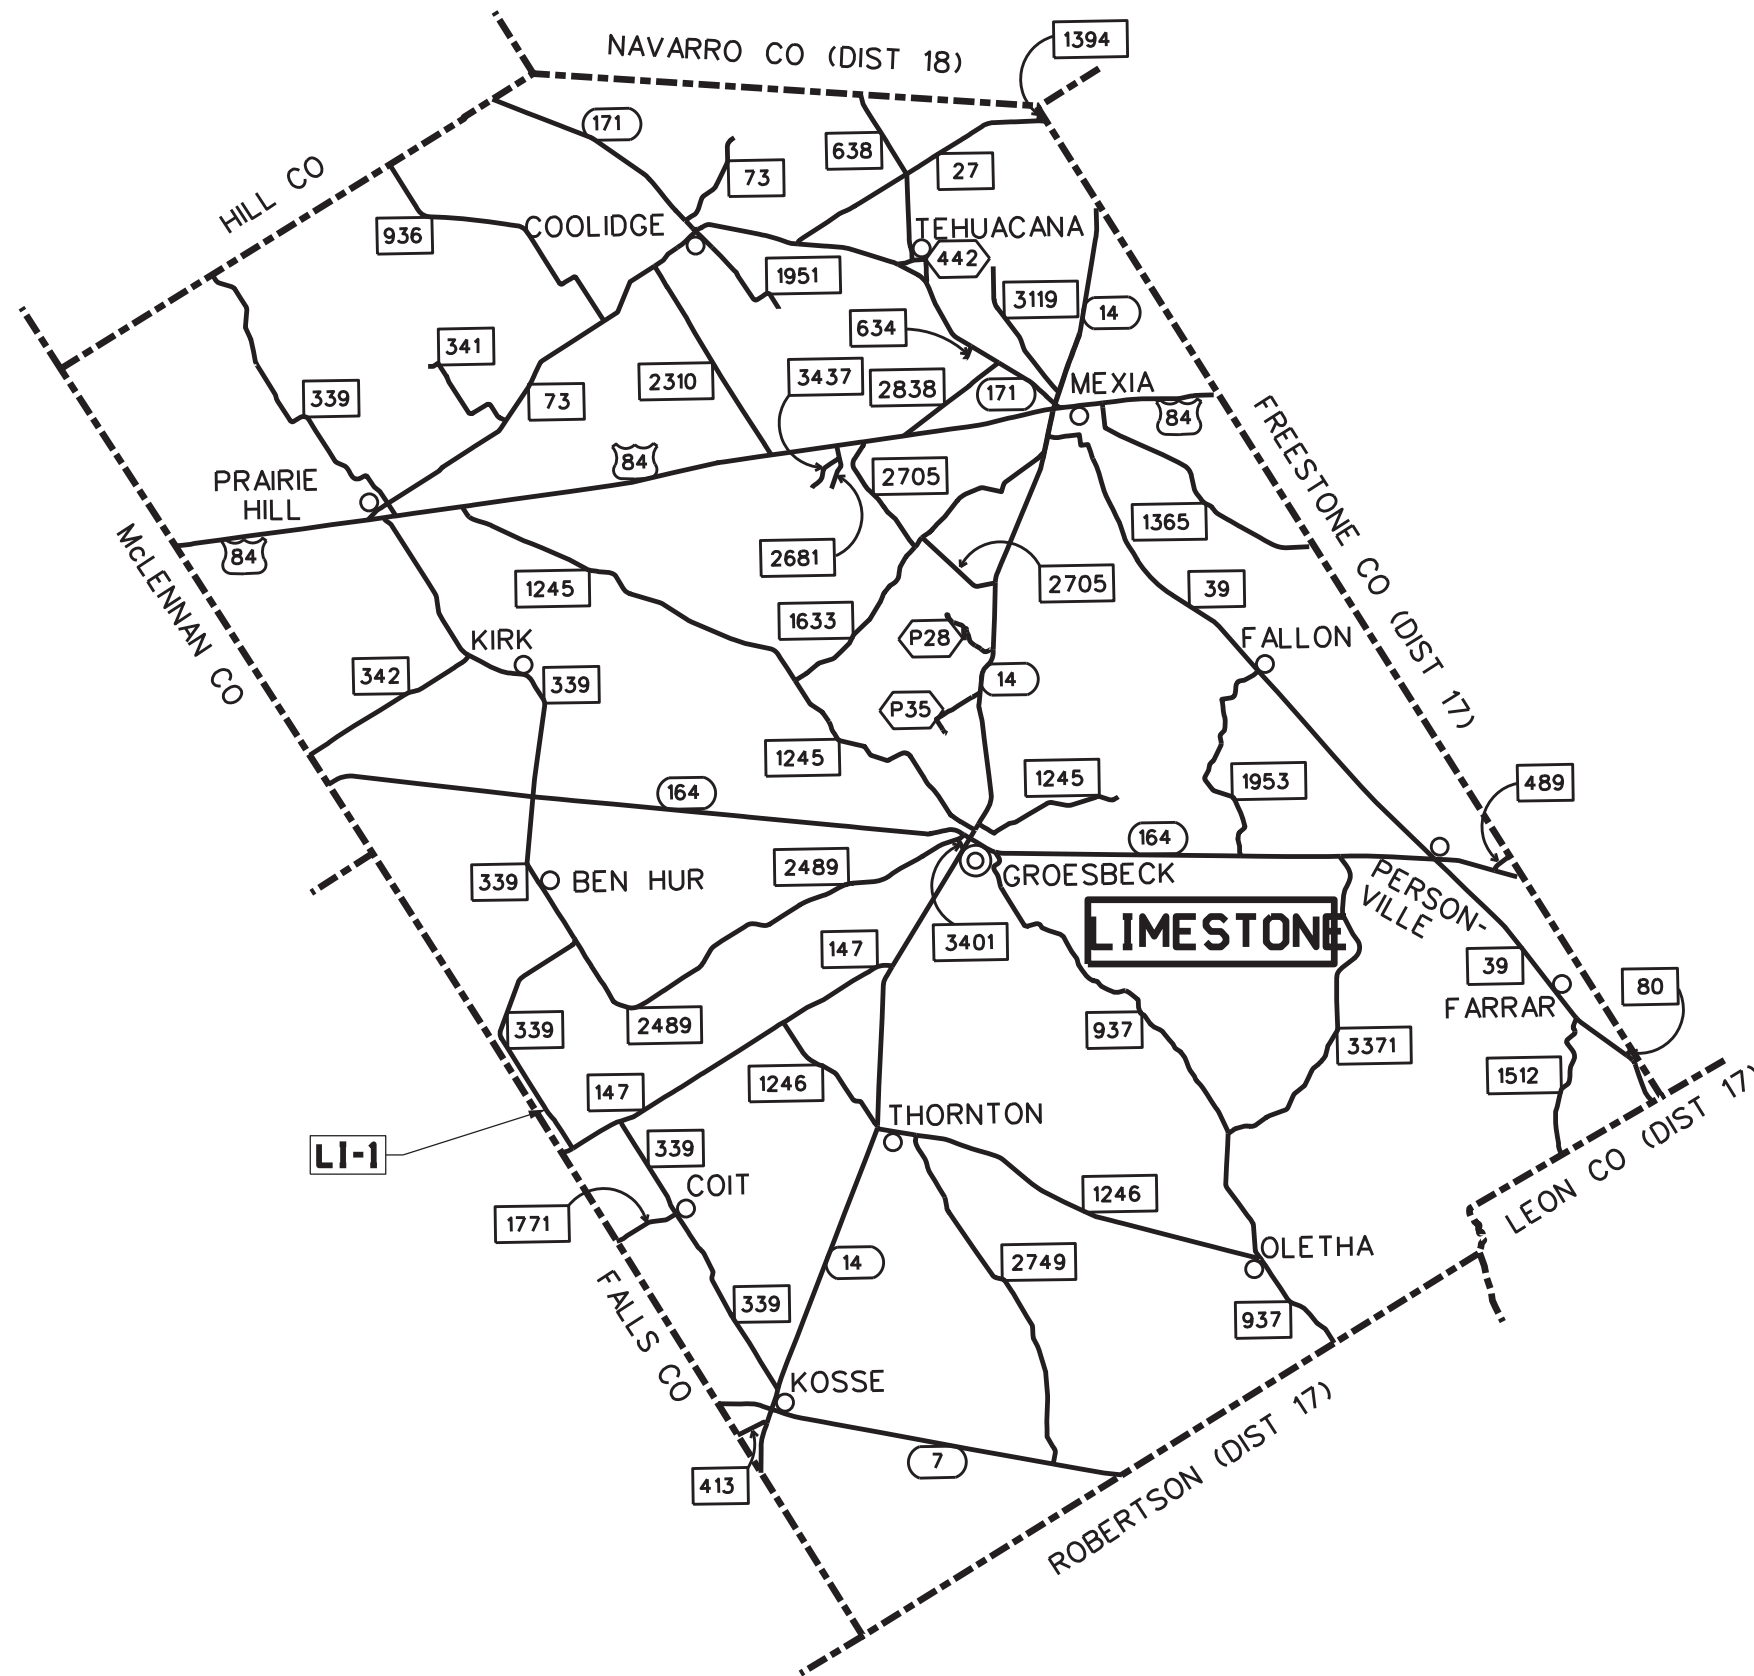 1394
NAVARRO CO (DIST 18)
171
638
27
73
HILL CO
936
COOLIDGE
TEHUACANA
442
1951
3119
14
634
341
339
73
2310
3437
2838
171
MEXIA
84
FREESTONE CO (DIST 17)
84
2705
PRAIRIE
HILL
84
McLENNAN CO
1365
2681
2705
1245
39
1633
P28
FALLON
KIRK
342
339
14
P35
1245
1245
1953
489
164
164
2489
339
BEN HUR
GROESBECK
PERSON-
VILLE
LIMESTONE
147
3401
39
80
FARRAR
339
2489
937
3371
147
1246
1512
THORNTON
LEON CO (DIST 17)
LI-1
339
COIT
1246
1771
14
2749
OLETHA
FALLS CO
339
937
KOSSE
7
413
ROBERTSON (DIST 17)